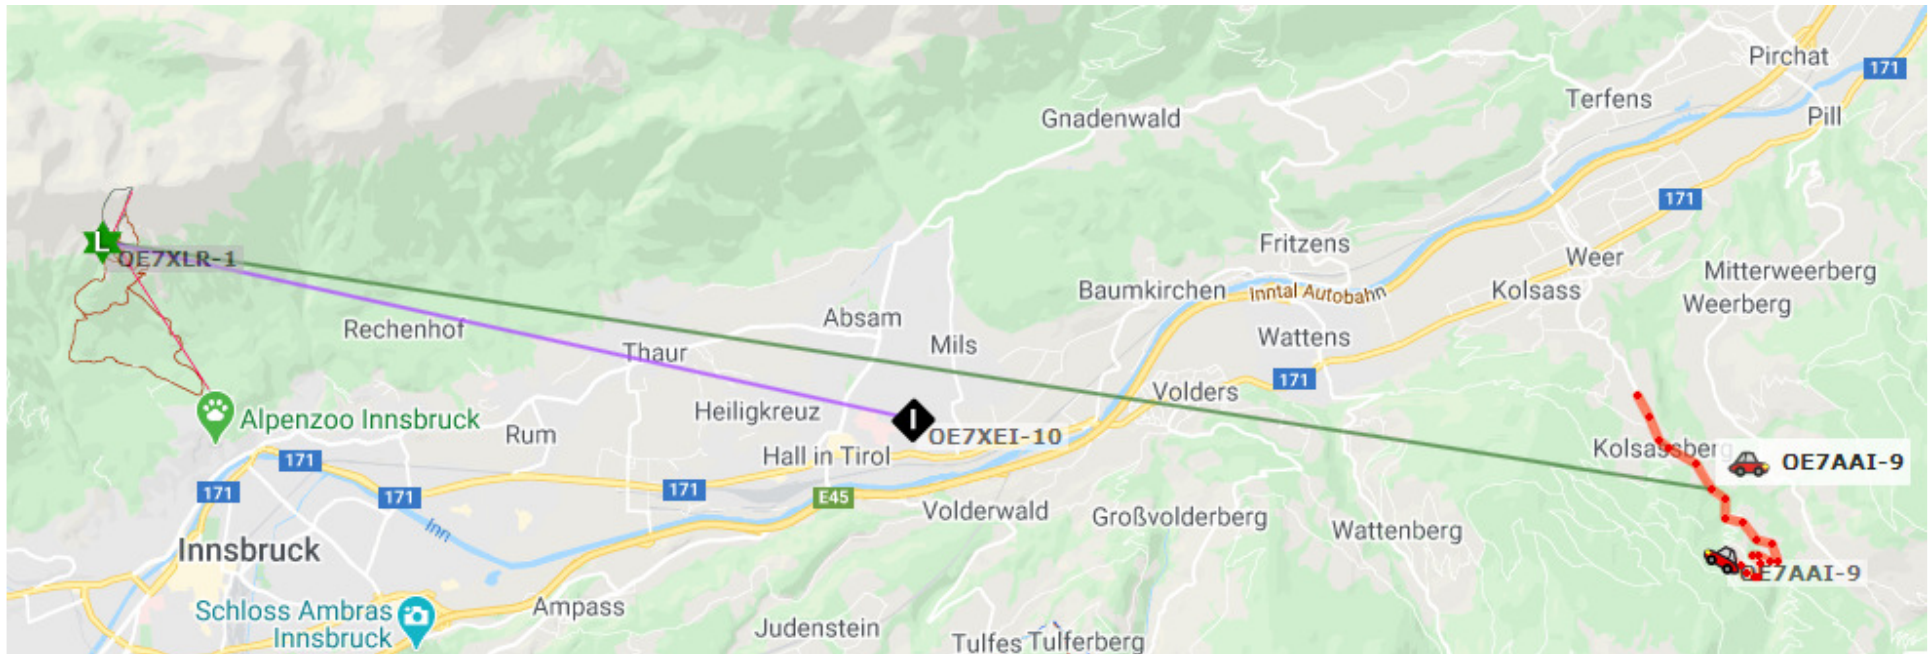 Pirchat
171
Terfens
Gnadenwald
Pill
171
Fritzens
OE7XLR-1
Weer
Mitterweerberg
Baumkirchen
Inntal Autobahn
Kolsass
Weerberg
Absam
Rechenhof
Mils
Wattens
Thaur
171
Volders
Heiligkreuz
Alpenzoo Innsbruck
Rum
OE7XEI-10
Hall in Tirol
Kolsassberg
OE7AAI-9
171
171
171
171
E45
Volderwald
Großvolderberg
Wattenberg
Inn
Innsbruck
OE7AAI-9
Schloss Ambras
Innsbruck
Ampass
Judenstein
Tulfes
Tulferberg
L
I